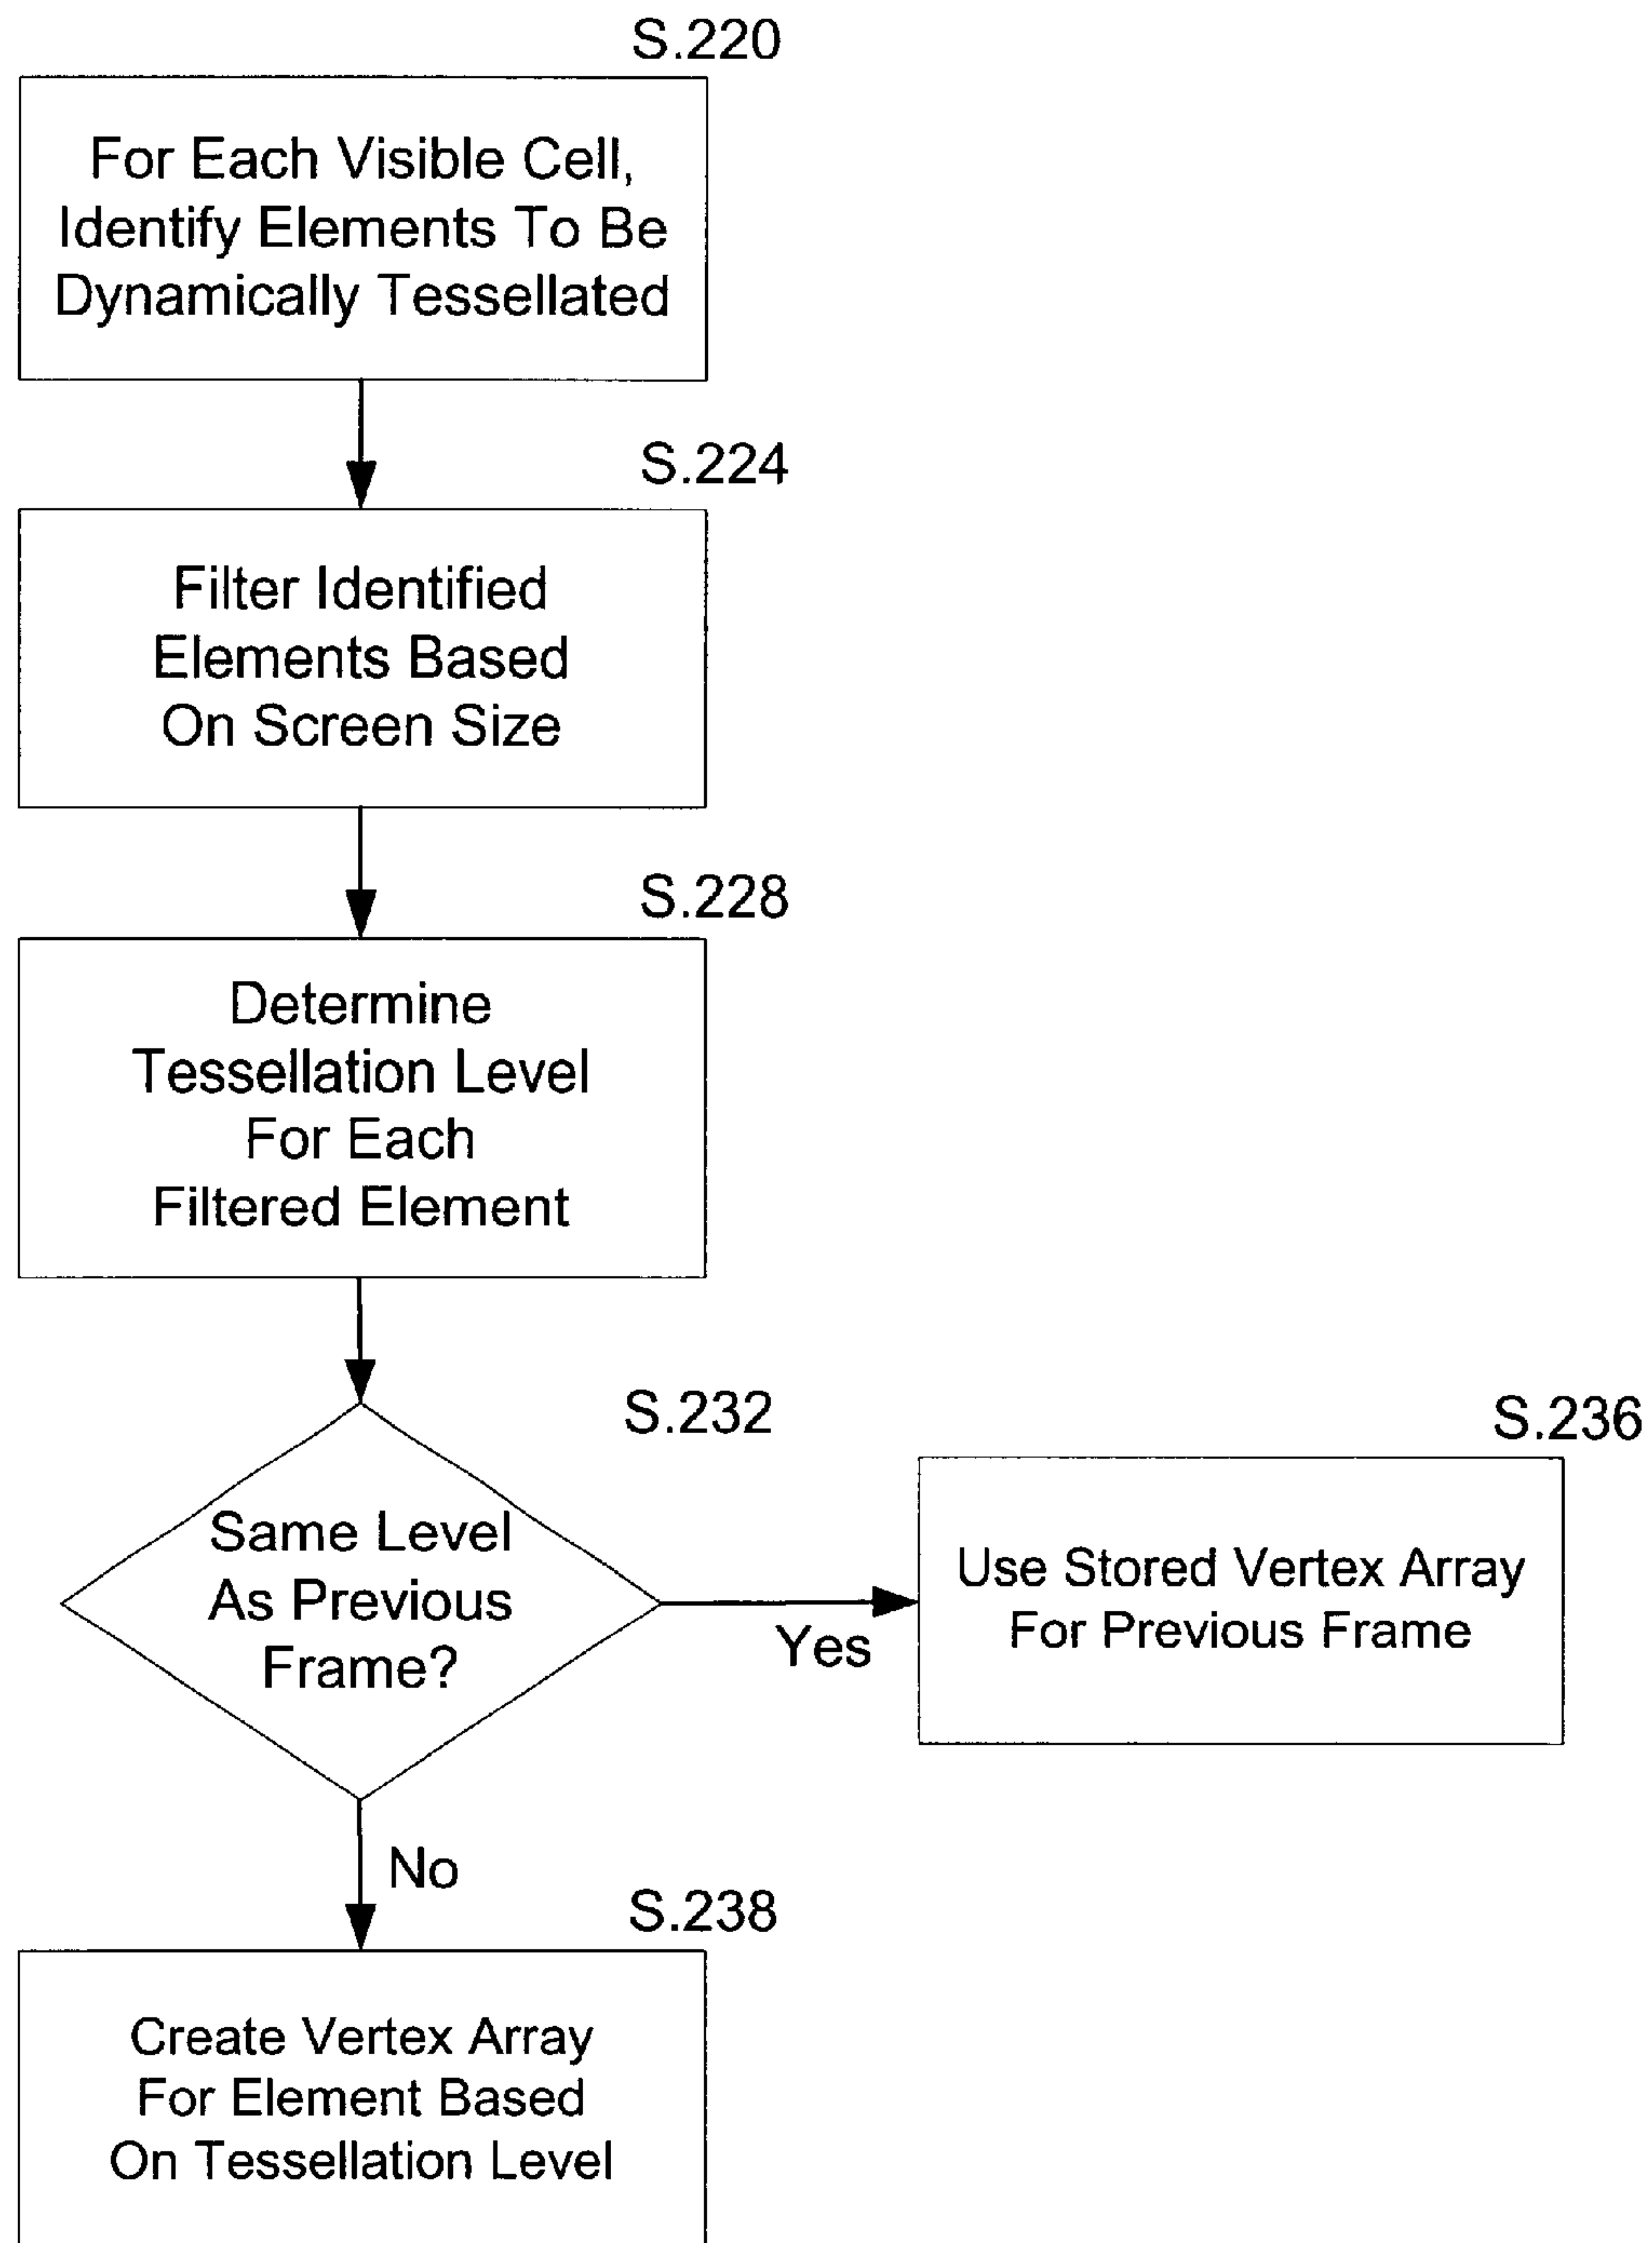 S.220
For Each Visible Cell,
Identify Elements To Be
Dynamically Tessellated
S.224
Filter Identified
Elements Based
On Screen Size
S.228
Determine
Tessellation Level
For Each
Filtered Element
S.232
Same Level
As Previous
Frame?
Yes
S.236
Use Stored Vertex Array
For Previous Frame
No
S.238
Create Vertex Array
For Element Based
On Tessellation Level